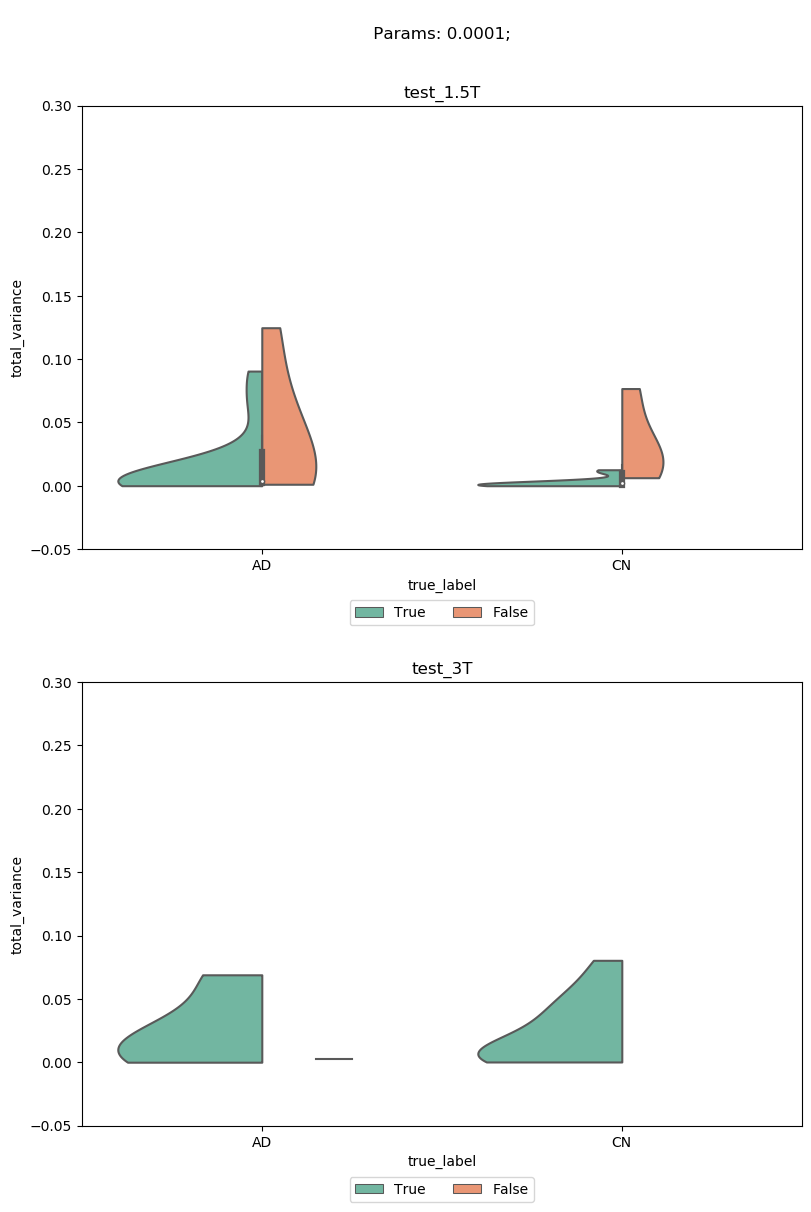 Params: 0.0001;
test_1.5T
0.30
0.25
0.20
0.15
0.10
0.05
0.00
−0.05
total_variance
AD CN
true_label
True False
test_3T
0.30
0.25
0.20
0.15
0.10
0.05
0.00
−0.05
total_variance
AD CN
true_label
True False